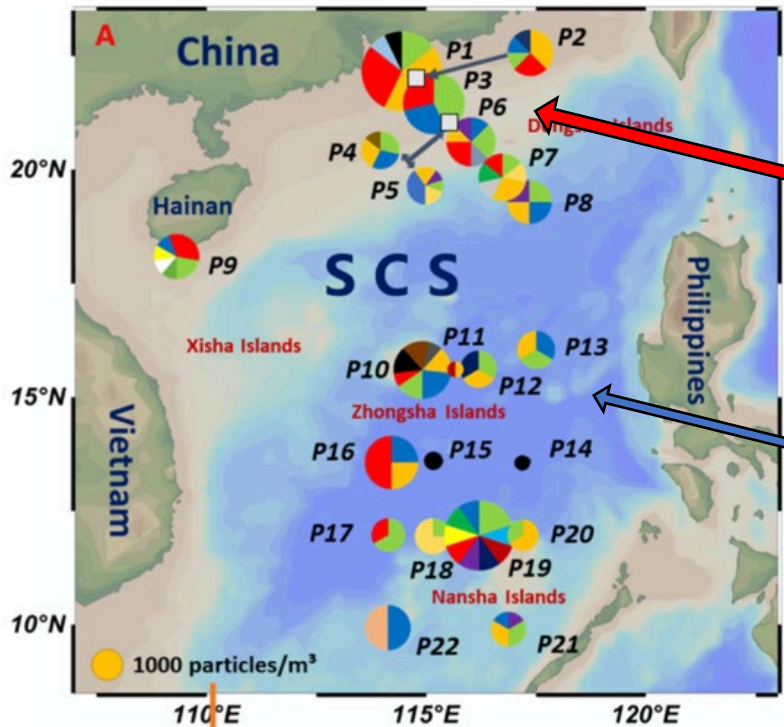 A
China
P1
P2
P3
P6
Dongsha Islands
P4
P7
20°N
P5
Hainan
P8
P9
SCS
Philippines
Xisha Islands
P11
P13
P10
P12
15°N
Zhongsha Islands
Vietnam
P16
P15
P14
P17
P20
P18
P19
Nansha Islands
10°N
P22
P21
1000 particles/m³
110°E
115°E
120°E